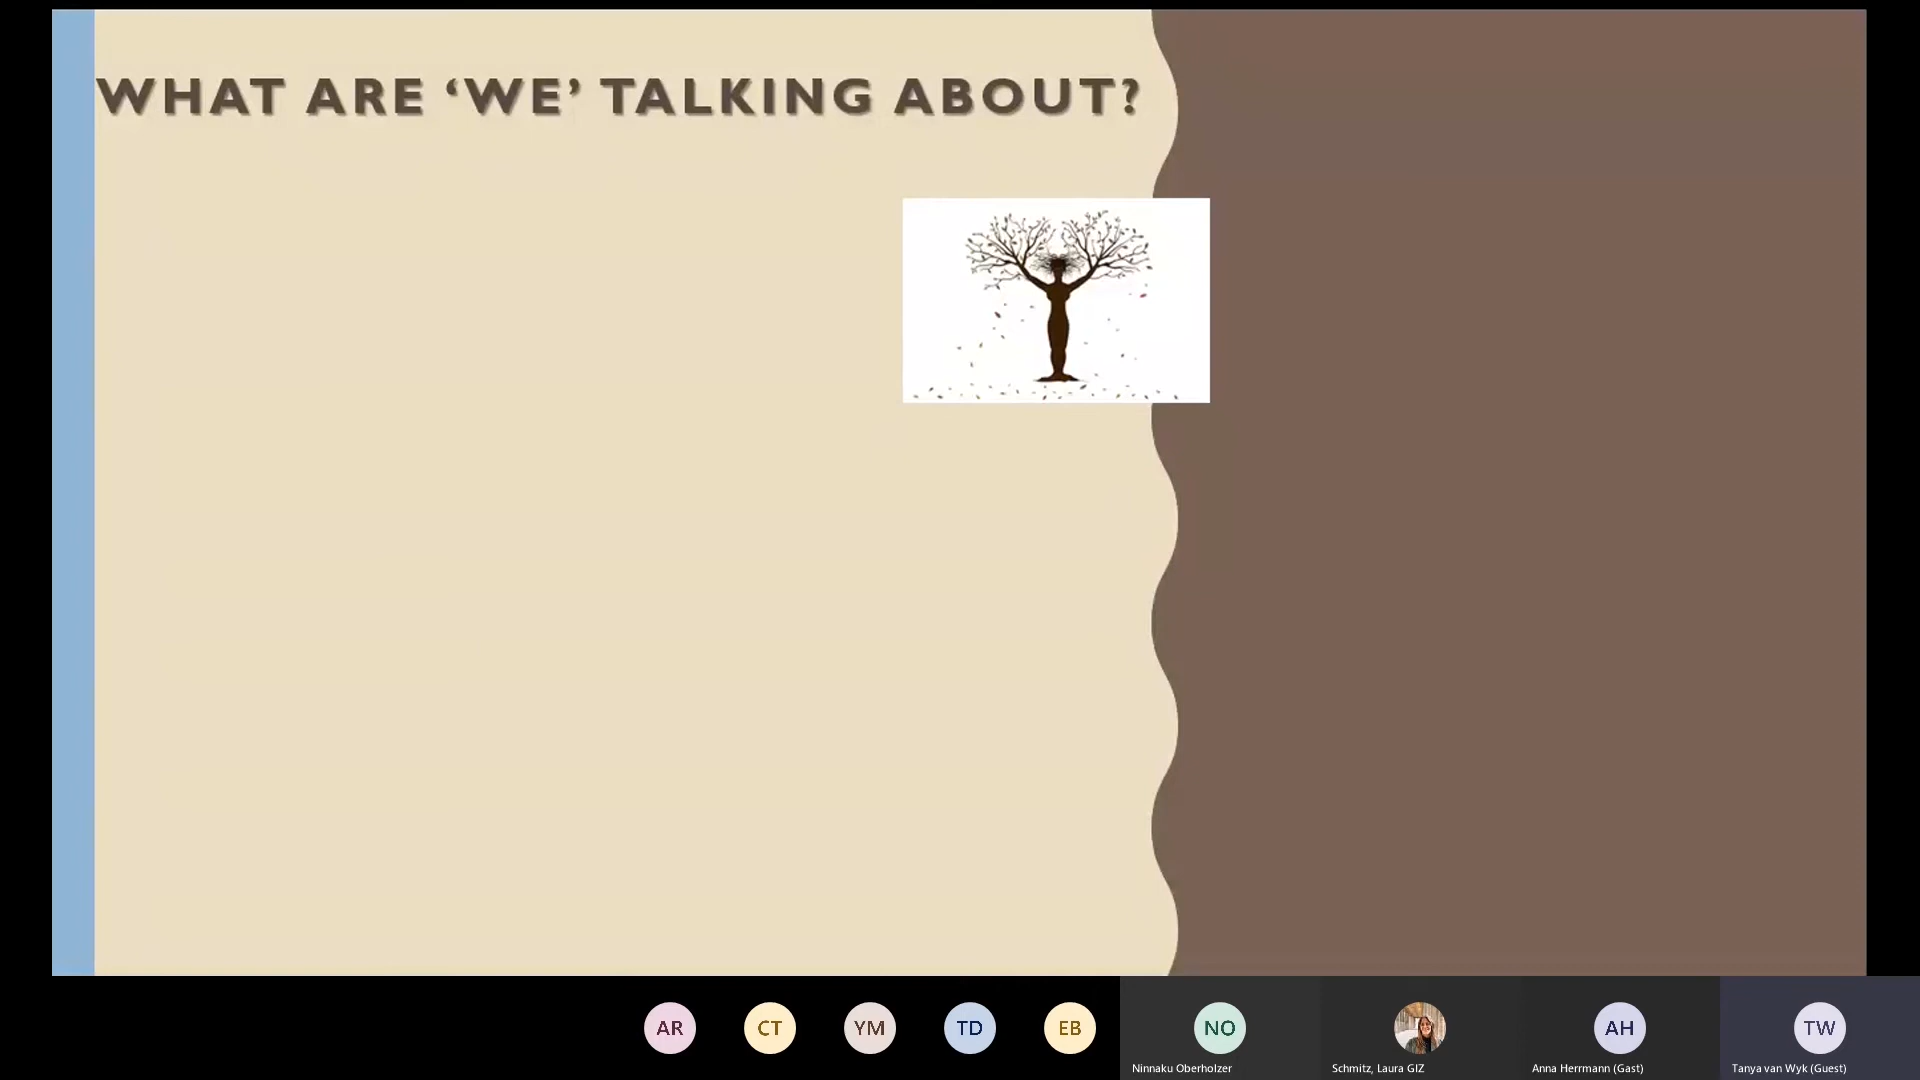 WHAT ARE ‘WE’ TALKING ABOUT?
AR
CT
YM
TD
EB
NO
AH
TW
Ninnaku Oberholzer
Schmitz, Laura GIZ
Anna Herrmann (Gast)
Tanya van Wyk (Guest)